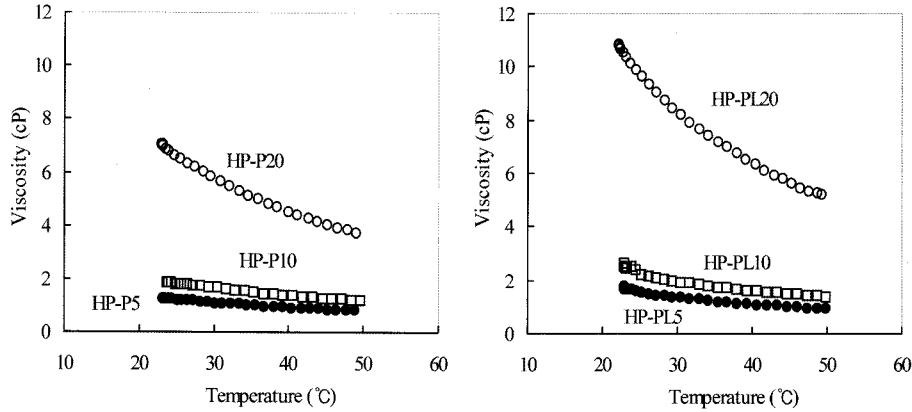 12
10
8
6
4
2
0
Viscosity (cP)
HP-P20
HP-P10
HP-P5
10 20 30 40 50 60
Temperature (℃)
12
10
8
6
4
2
0
Viscosity (cP)
HP-PL20
HP-PL10
HP-PL5
10 20 30 40 50 60
Temperature (℃)